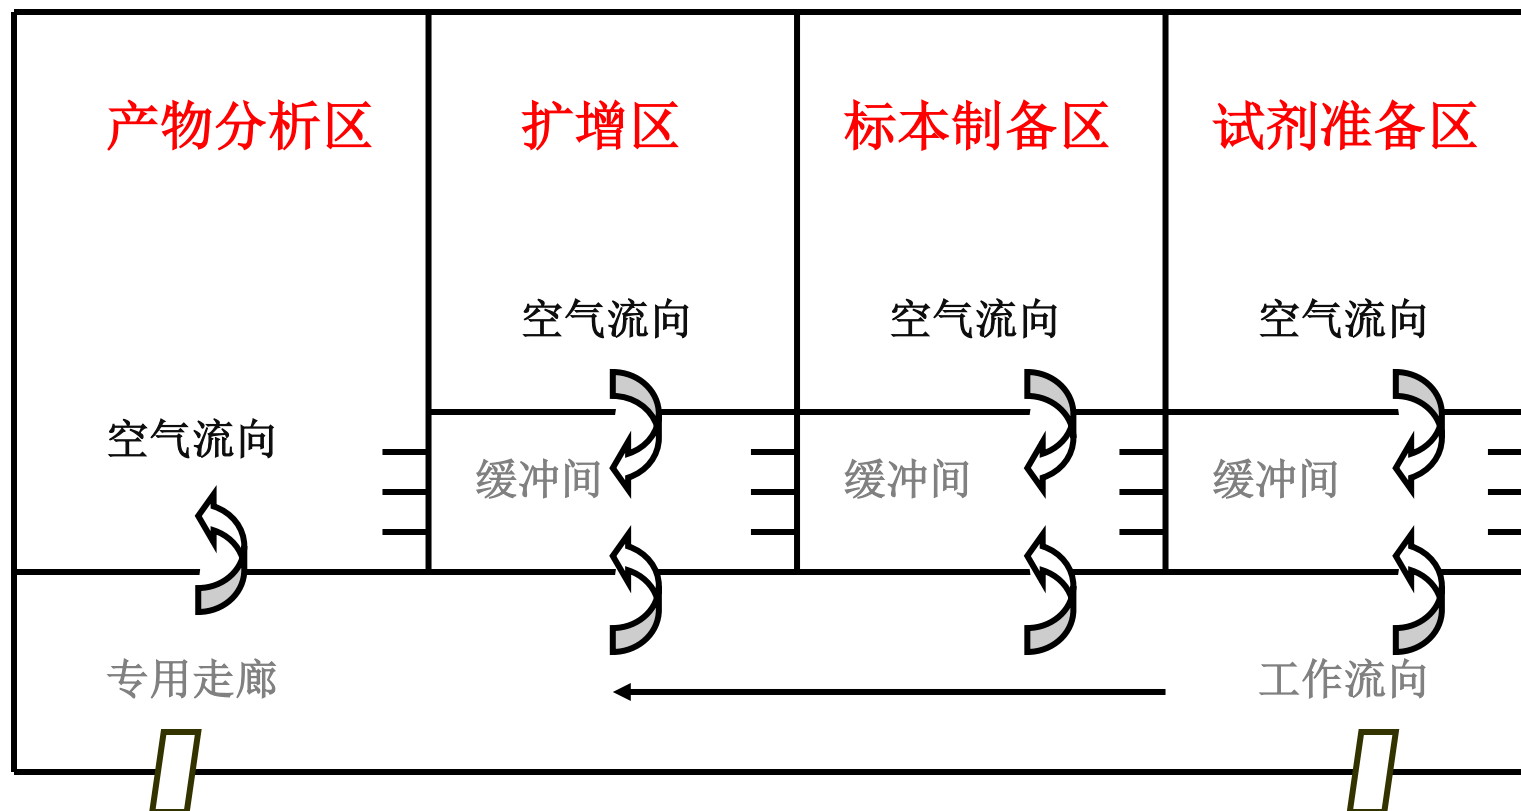 产物分析区
扩增区
标本制备区
试剂准备区
空气流向
空气流向
空气流向
空气流向
缓冲间
缓冲间
缓冲间
专用走廊
工作流向